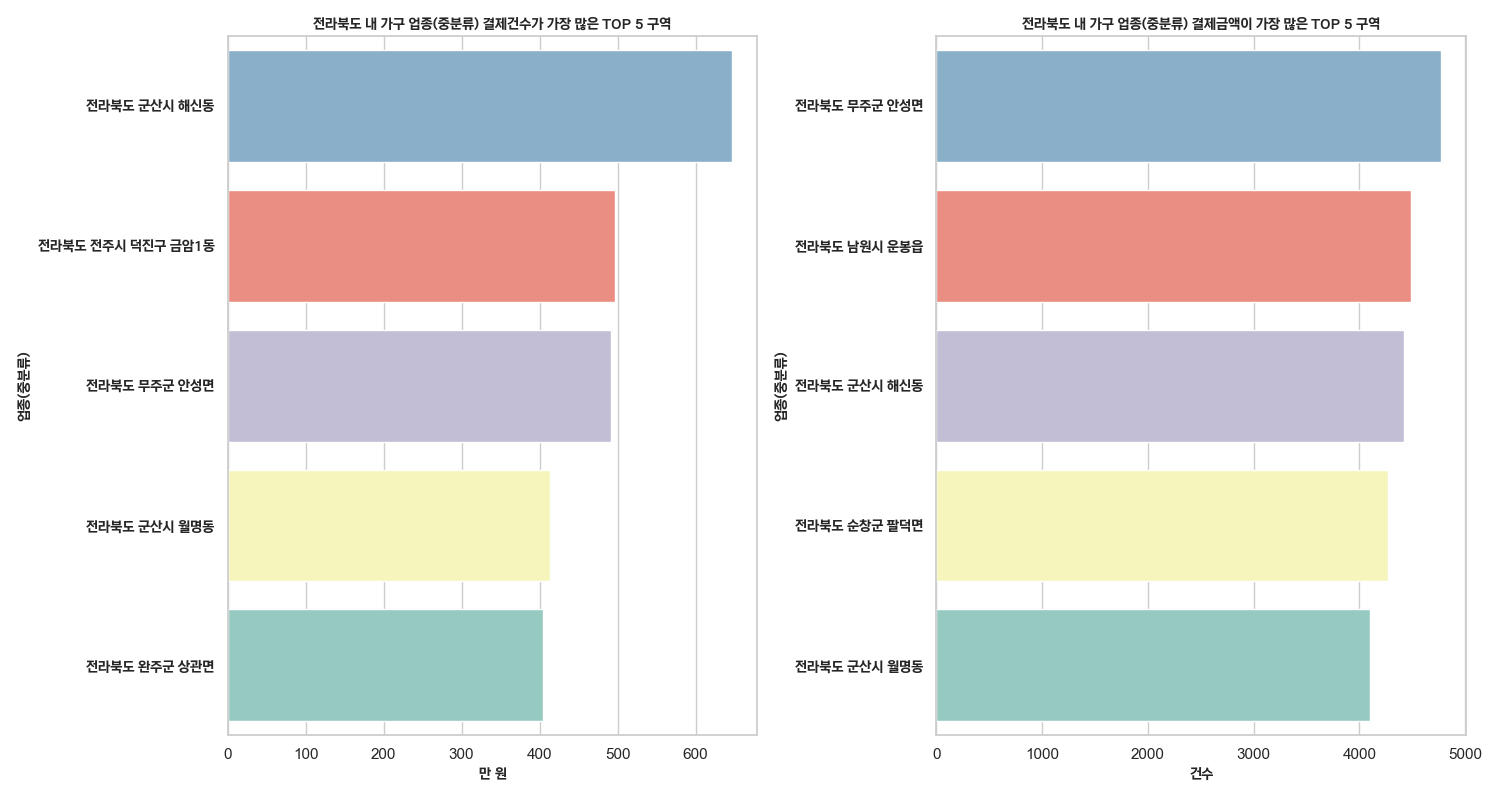 전라북도 내 가구 업종(중분류) 결제건수가 가장 많은 TOP 5 구역
전라북도 군산시 해신동
전라북도 전주시 덕진구 금암1동
전라북도 무주군 안성면
전라북도 군산시 월명동
전라북도 완주군 상관면
업종(중분류)
0 100 200 300 400 500 600
만 원
전라북도 내 가구 업종(중분류) 결제금액이 가장 많은 TOP 5 구역
전라북도 무주군 안성면
전라북도 남원시 운봉읍
전라북도 군산시 해신동
전라북도 순창군 팔덕면
전라북도 군산시 월명동
업종(중분류)
0 1000 2000 3000 4000 5000
건수